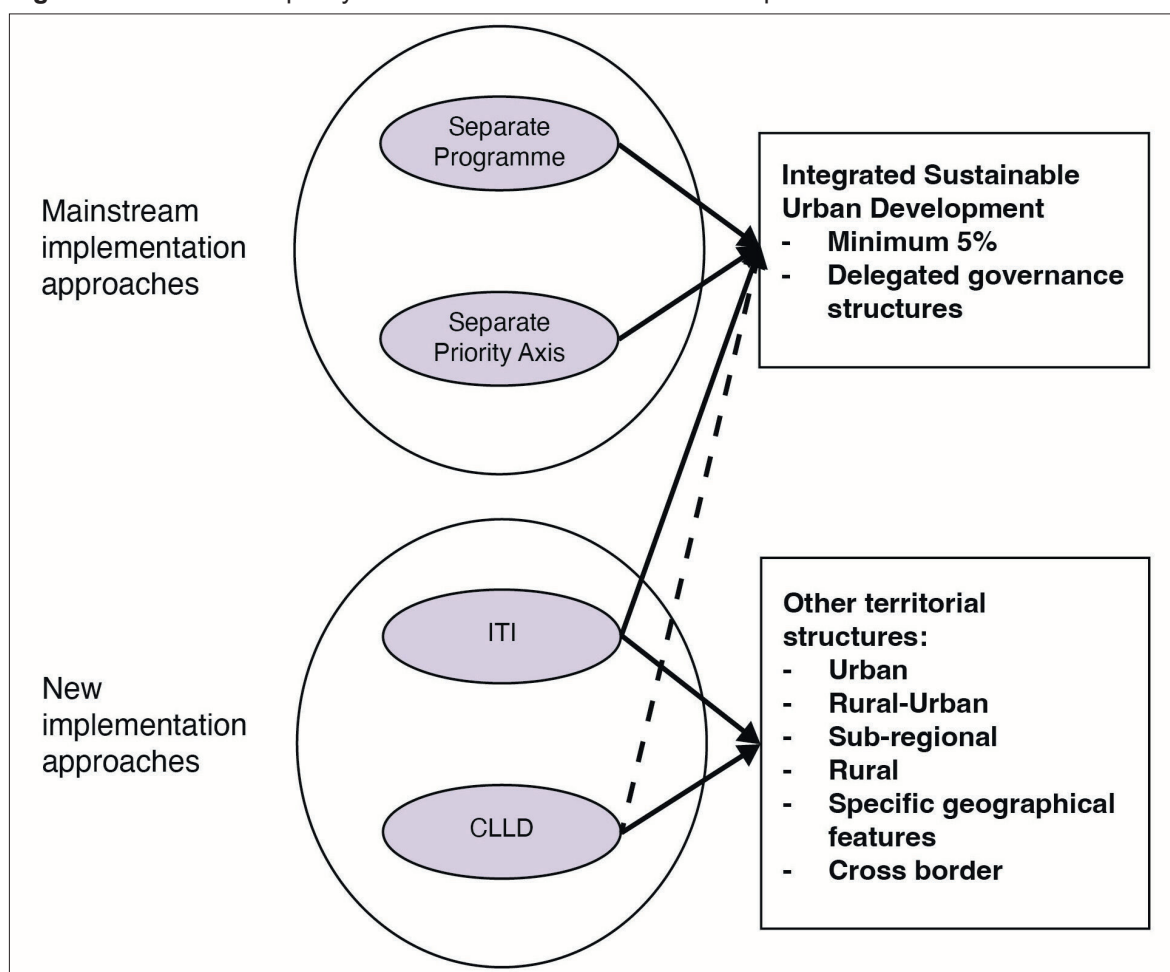 Mainstream
implementation
approaches
Separate
Programme
Separate
Priority Axis
Integrated Sustainable
Urban Development
- Minimum 5%
- Delegated governance
structures
New
implementation
approaches
ITI
CLLD
Other territorial
structures:
- Urban
- Rural-Urban
- Sub-regional
- Rural
- Specific geographical
features
- Cross border